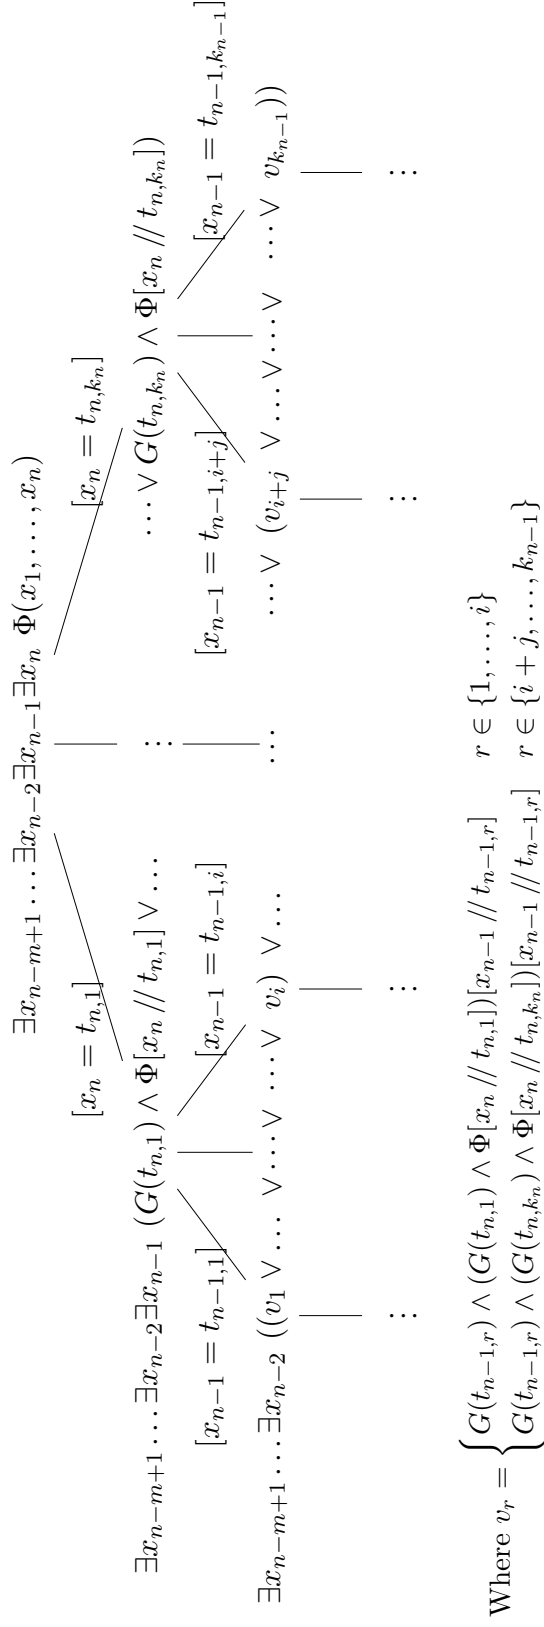 ∃x_{n−m+1} … ∃x_{n−2}∃x_{n−1}∃x_n Φ(x_1, …, x_n)
[x_n = t_{n,1}] [x_n = t_{n,k_n}]
∃x_{n−m+1} … ∃x_{n−2}∃x_{n−1} (G(t_{n,1}) ∧ Φ[x_n // t_{n,1}] ∨ … ⋮ … ∨ G(t_{n,k_n}) ∧ Φ[x_n // t_{n,k_n}])
[x_{n−1} = t_{n−1,1}] [x_{n−1} = t_{n−1,i}] [x_{n−1} = t_{n−1,i+j}] [x_{n−1} = t_{n−1,k_{n−1}}]
∃x_{n−m+1} … ∃x_{n−2} ((v_1 ∨ … ∨ … ∨ … ∨ v_i) ∨ … … … ∨ (v_{i+j} ∨ … ∨ … ∨ … ∨ v_{k_{n−1}}))
⋮ ⋮ ⋮ ⋮
Where v_r = { G(t_{n−1,r}) ∧ (G(t_{n,1}) ∧ Φ[x_n // t_{n,1}])[x_{n−1} // t_{n−1,r}] r ∈ {1, …, i}
G(t_{n−1,r}) ∧ (G(t_{n,k_n}) ∧ Φ[x_n // t_{n,k_n}])[x_{n−1} // t_{n−1,r}] r ∈ {i + j, …, k_{n−1}}